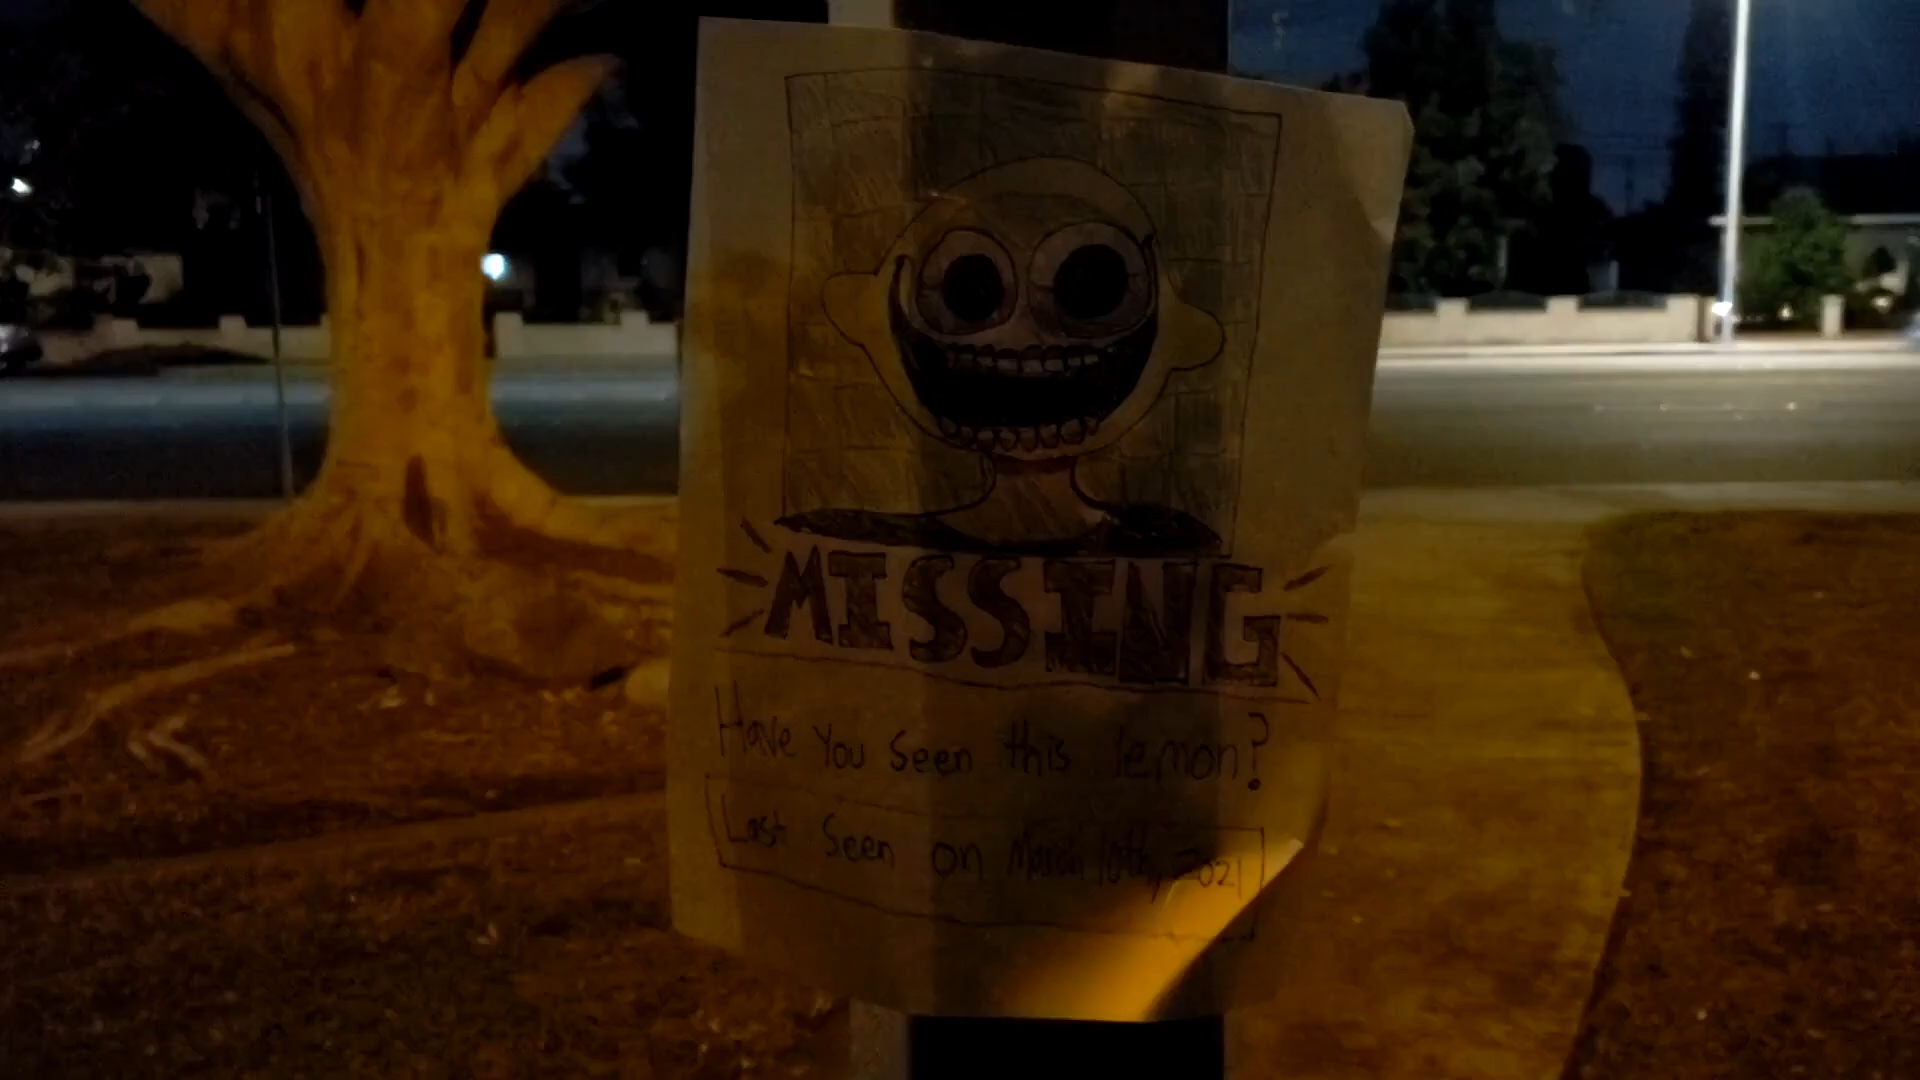 MISSING
Have You Seen this lemon?
Last Seen on March 10th, 2021